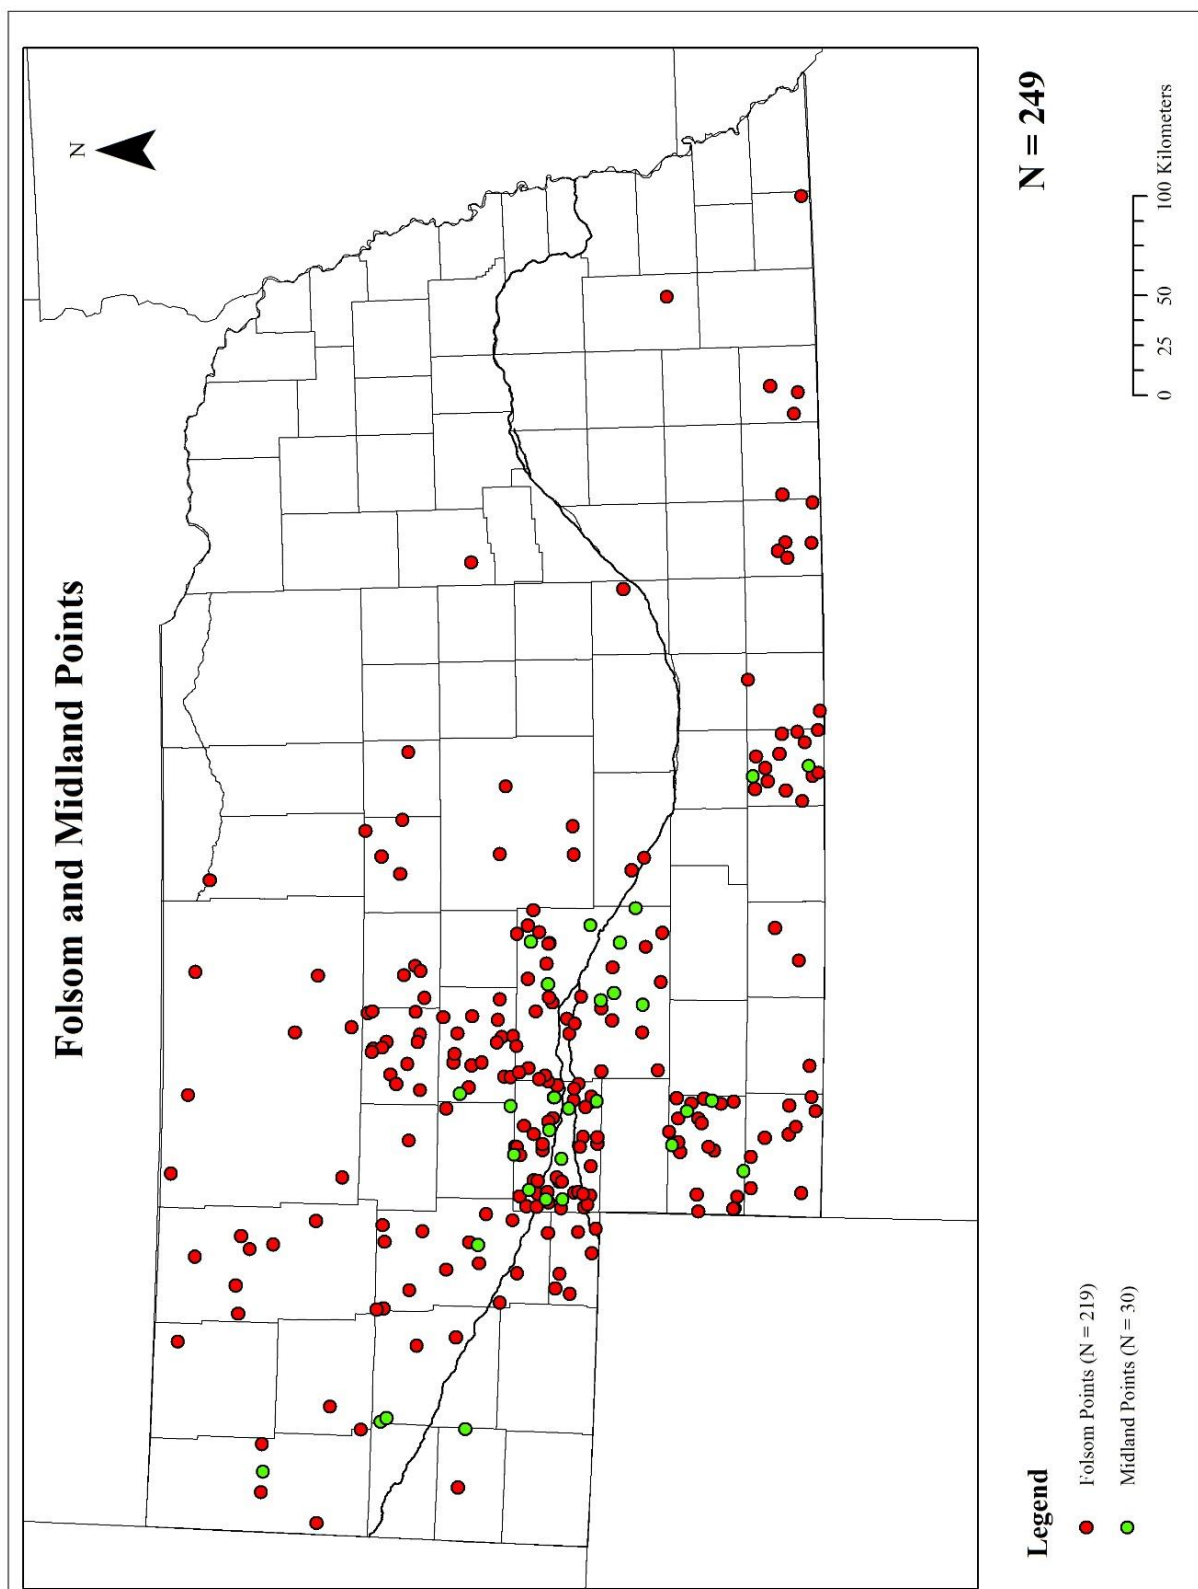 Folsom and Midland Points
N
Legend
Folsom Points (N = 219)
Midland Points (N = 30)
N = 249
0 25 50 100 Kilometers